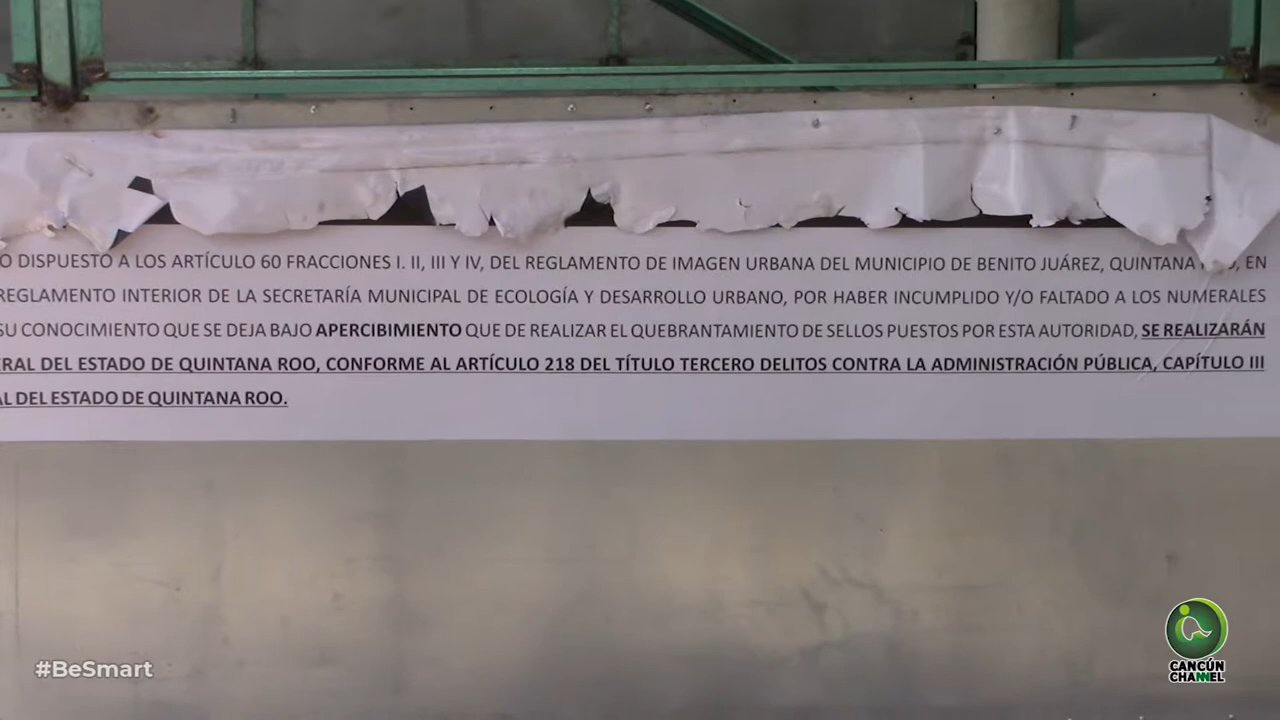 O DISPUESTO A LOS ARTÍCULO 60 FRACCIONES I. II, III Y IV, DEL REGLAMENTO DE IMAGEN URBANA DEL MUNICIPIO DE BENITO JUÁREZ, QUINTANA EN
REGLAMENTO INTERIOR DE LA SECRETARÍA MUNICIPAL DE ECOLOGÍA Y DESARROLLO URBANO, POR HABER INCUMPLIDO Y/O FALTADO A LOS NUMERALES
SU CONOCIMIENTO QUE SE DEJA BAJO APERCIBIMIENTO QUE DE REALIZAR EL QUEBRANTAMIENTO DE SELLOS PUESTOS POR ESTA AUTORIDAD, SE REALIZARÁN
RAL DEL ESTADO DE QUINTANA ROO, CONFORME AL ARTÍCULO 218 DEL TÍTULO TERCERO DELITOS CONTRA LA ADMINISTRACIÓN PÚBLICA, CAPÍTULO III
AL DEL ESTADO DE QUINTANA ROO.
#BeSmart
CANCÚN
CHANNEL